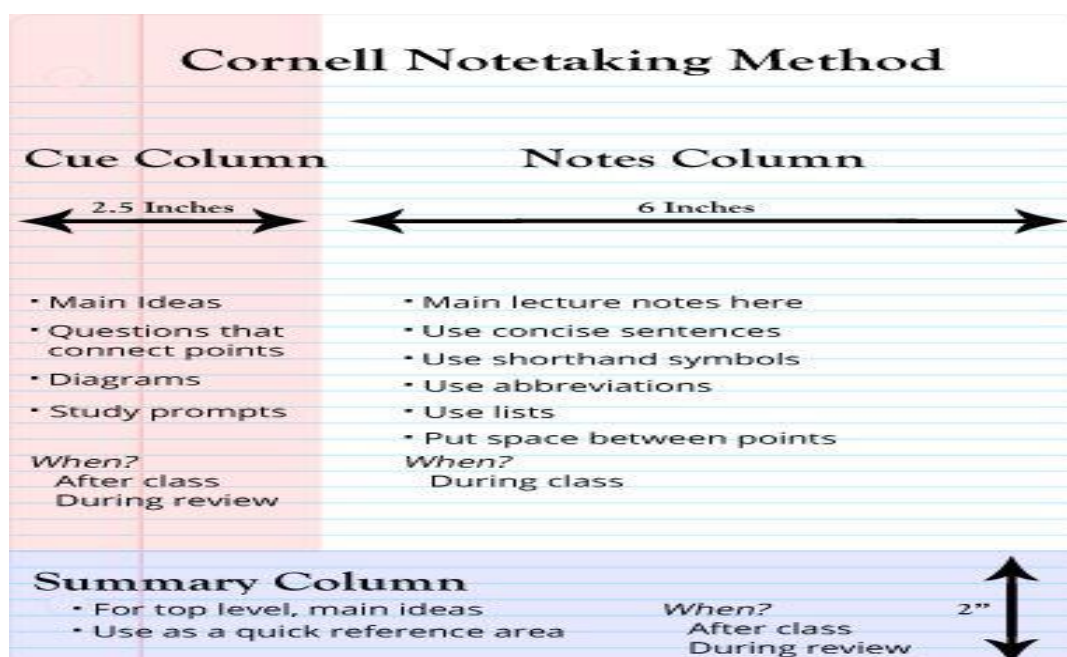 Cornell Notetaking Method
Cue Column
2.5 Inches
• Main Ideas
• Questions that
connect points
• Diagrams
• Study prompts
When?
After class
During review
Notes Column
6 Inches
• Main lecture notes here
• Use concise sentences
• Use shorthand symbols
• Use abbreviations
• Use lists
• Put space between points
When?
During class
Summary Column
• For top level, main ideas
• Use as a quick reference area
When?
After class
During review
2”